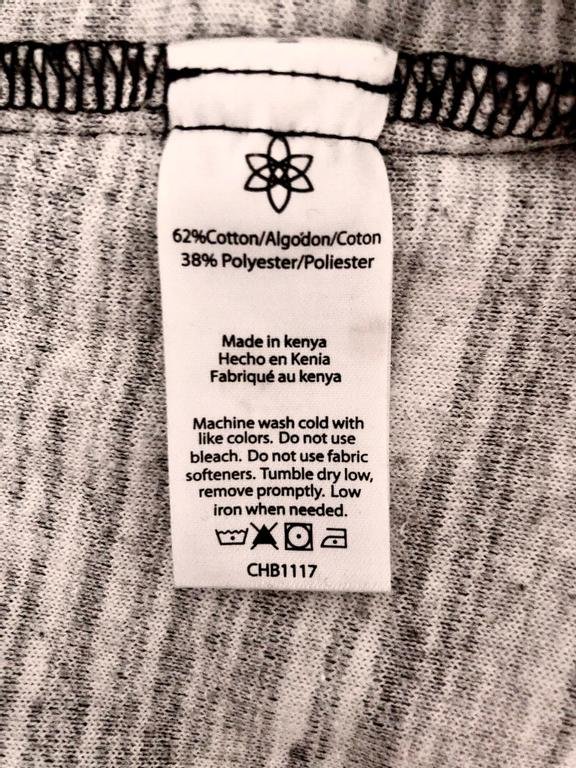 62%Cotton/Algodon/Coton
38% Polyester/Poliester
Made in kenya
Hecho en Kenia
Fabriqué au kenya
Machine wash cold with
like colors. Do not use
bleach. Do not use fabric
softeners. Tumble dry low,
remove promptly. Low
iron when needed.
CHB1117